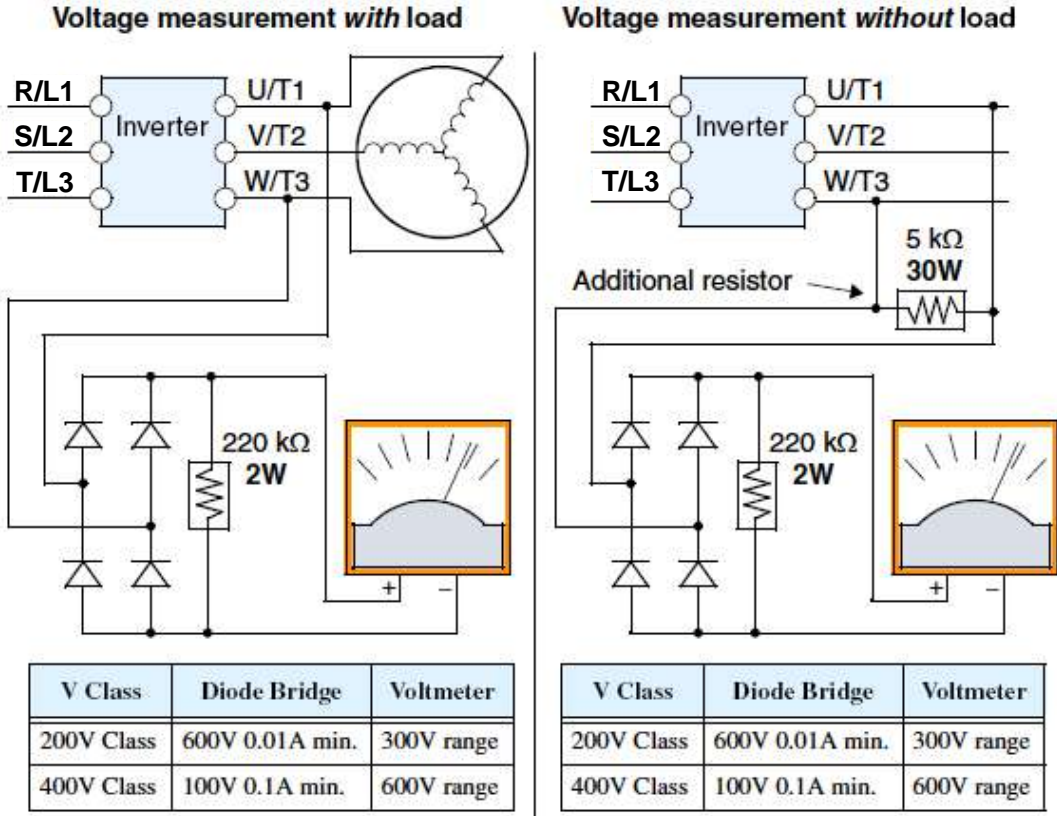 Voltage measurement with load
R/L1
S/L2
T/L3
Inverter
U/T1
V/T2
W/T3
220 kΩ
2W
+ −
V Class Diode Bridge Voltmeter
200V Class 600V 0.01A min. 300V range
400V Class 100V 0.1A min. 600V range
Voltage measurement without load
R/L1
S/L2
T/L3
Inverter
U/T1
V/T2
W/T3
5 kΩ
30W
Additional resistor
220 kΩ
2W
+ −
V Class Diode Bridge Voltmeter
200V Class 600V 0.01A min. 300V range
400V Class 100V 0.1A min. 600V range